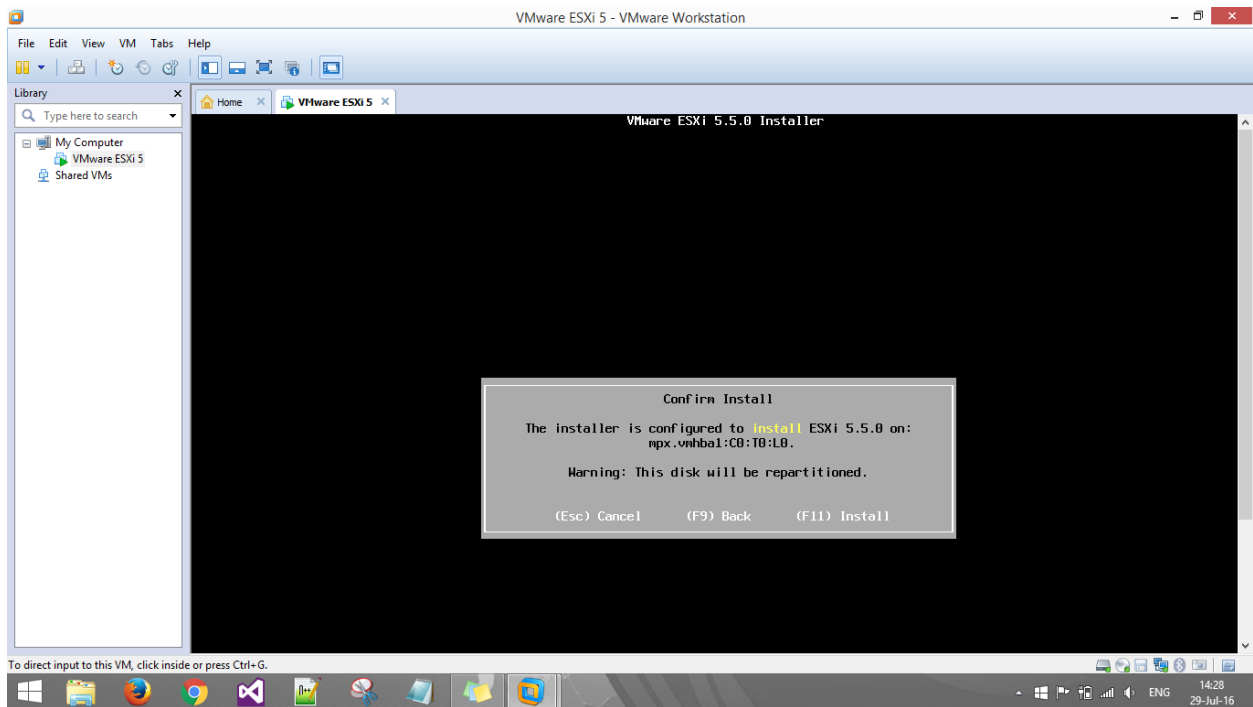 VMware ESXi 5 - VMware Workstation
File Edit View VM Tabs Help
Library
Type here to search
My Computer
VMware ESXi 5
Shared VMs
Home
VMware ESXi 5
VMware ESXi 5.5.0 Installer
Confirm Install
The installer is configured to install ESXi 5.5.0 on:
mpx.vmhba1:C0:T0:L0.
Warning: This disk will be repartitioned.
(Esc) Cancel (F9) Back (F11) Install
To direct input to this VM, click inside or press Ctrl+G.
ENG
14:28
29-Jul-16